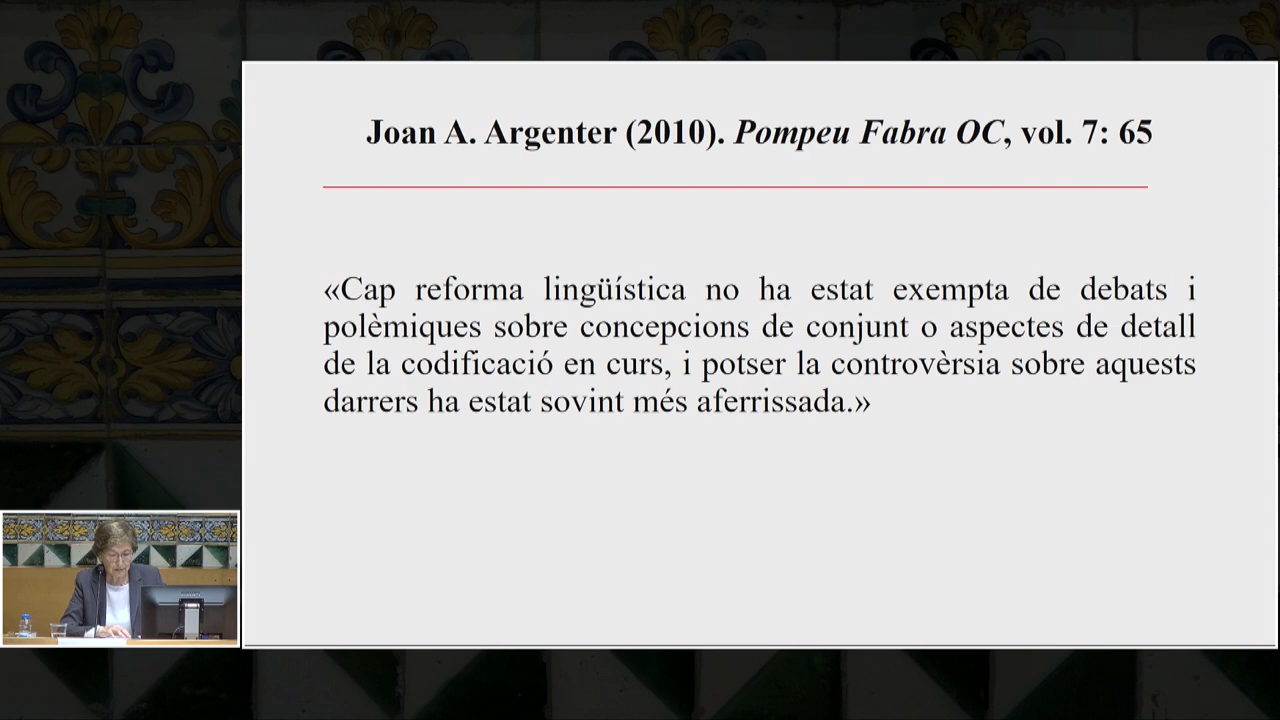 Joan A. Argenter (2010). Pompeu Fabra OC, vol. 7: 65
«Cap reforma lingüística no ha estat exempta de debats i
polèmiques sobre concepcions de conjunt o aspectes de detall
de la codificació en curs, i potser la controvèrsia sobre aquests
darrers ha estat sovint més aferrissada.»